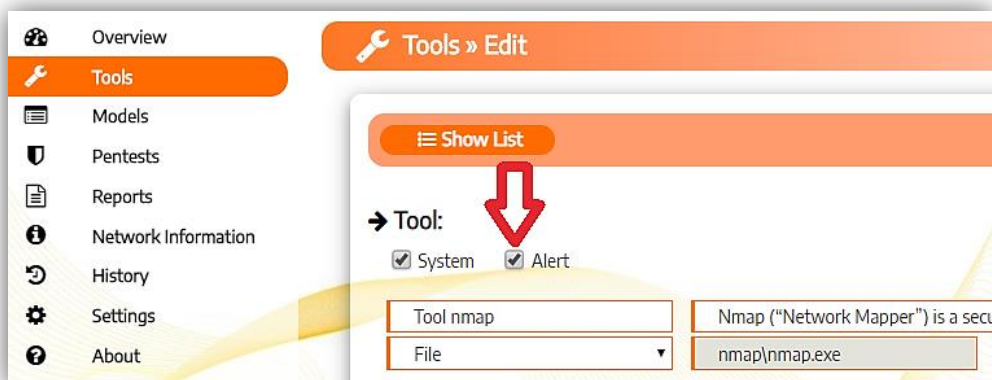 Overview
Tools
Models
Pentests
Reports
Network Information
History
Settings
About
Tools » Edit
Show List
Tool:
System Alert
Tool nmap
Nmap (“Network Mapper”) is a
File
nmap\nmap.exe